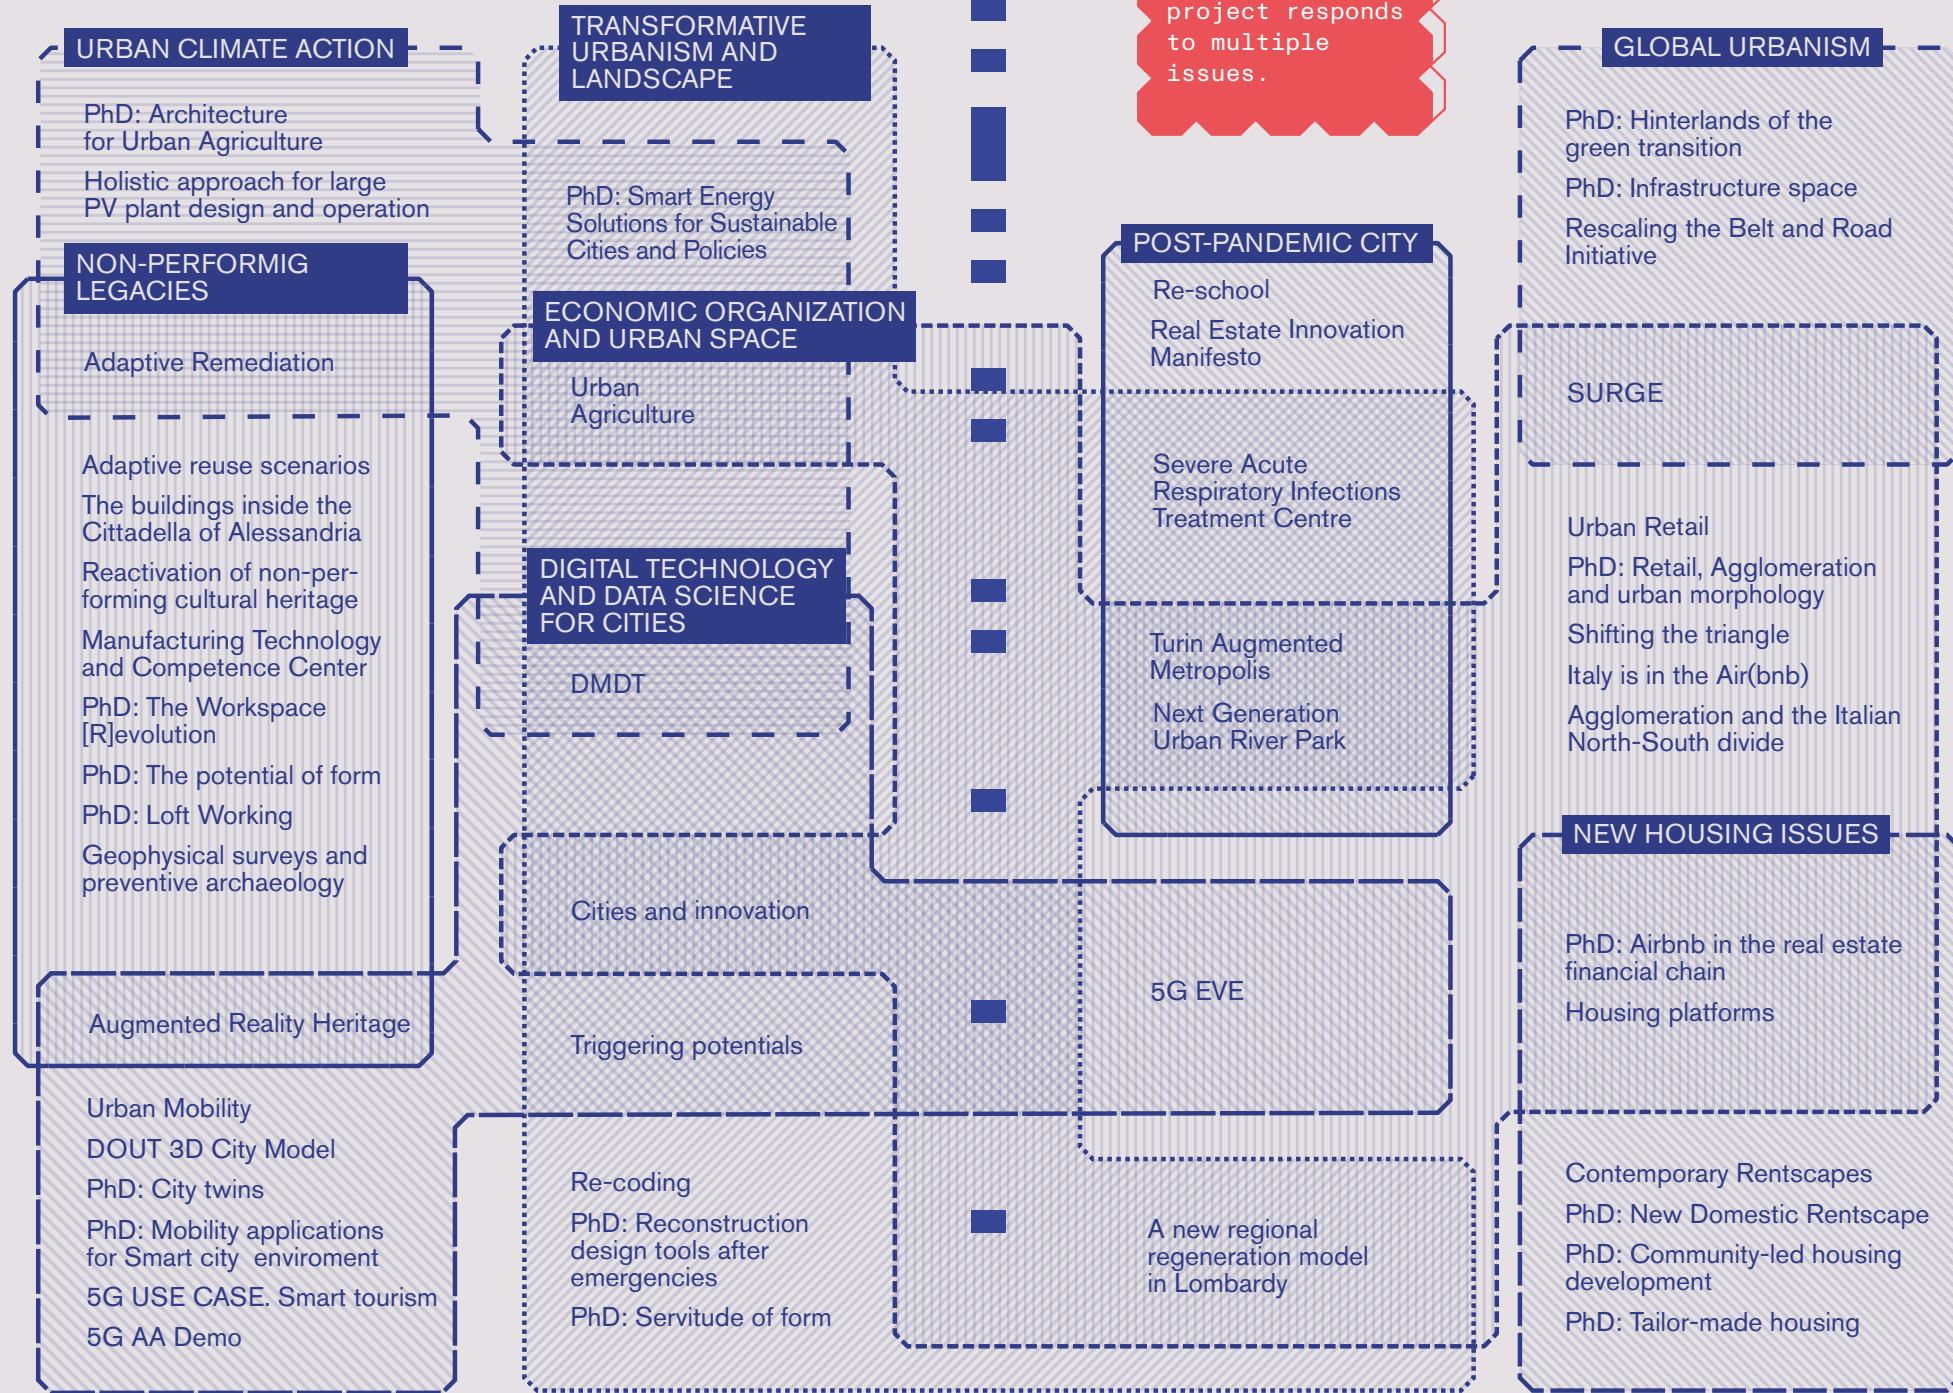 URBAN CLIMATE ACTION
PhD: Architecture
for Urban Agriculture
Holistic approach for large
PV plant design and operation
NON-PERFORMIG
LEGACIES
Adaptive Remediation
Adaptive reuse scenarios
The buildings inside the
Cittadella of Alessandria
Reactivation of non-per-
forming cultural heritage
Manufacturing Technology
and Competence Center
PhD: The Workspace
[R]evolution
PhD: The potential of form
PhD: Loft Working
Geophysical surveys and
preventive archaeology
Augmented Reality Heritage
Urban Mobility
DOUT 3D City Model
PhD: City twins
PhD: Mobility applications
for Smart city  enviroment
5G USE CASE. Smart tourism
5G AA Demo
TRANSFORMATIVE
URBANISM AND
LANDSCAPE
PhD: Smart Energy
Solutions for Sustainable
Cities and Policies
ECONOMIC ORGANIZATION
AND URBAN SPACE
Urban
Agriculture
DIGITAL TECHNOLOGY
AND DATA SCIENCE
FOR CITIES
DMDT
Cities and innovation
Triggering potentials
Re-coding
PhD: Reconstruction
design tools after
emergencies
PhD: Servitude of form
project responds
to multiple
issues.
POST-PANDEMIC CITY
Re-school
Real Estate Innovation
Manifesto
Severe Acute
Respiratory Infections
Treatment Centre
Turin Augmented
Metropolis
Next Generation
Urban River Park
5G EVE
A new regional
regeneration model
in Lombardy
GLOBAL URBANISM
PhD: Hinterlands of the
green transition
PhD: Infrastructure space
Rescaling the Belt and Road
Initiative
SURGE
Urban Retail
PhD: Retail, Agglomeration
and urban morphology
Shifting the triangle
Italy is in the Air(bnb)
Agglomeration and the Italian
North-South divide
NEW HOUSING ISSUES
PhD: Airbnb in the real estate
financial chain
Housing platforms
Contemporary Rentscapes
PhD: New Domestic Rentscape
PhD: Community-led housing
development
PhD: Tailor-made housing